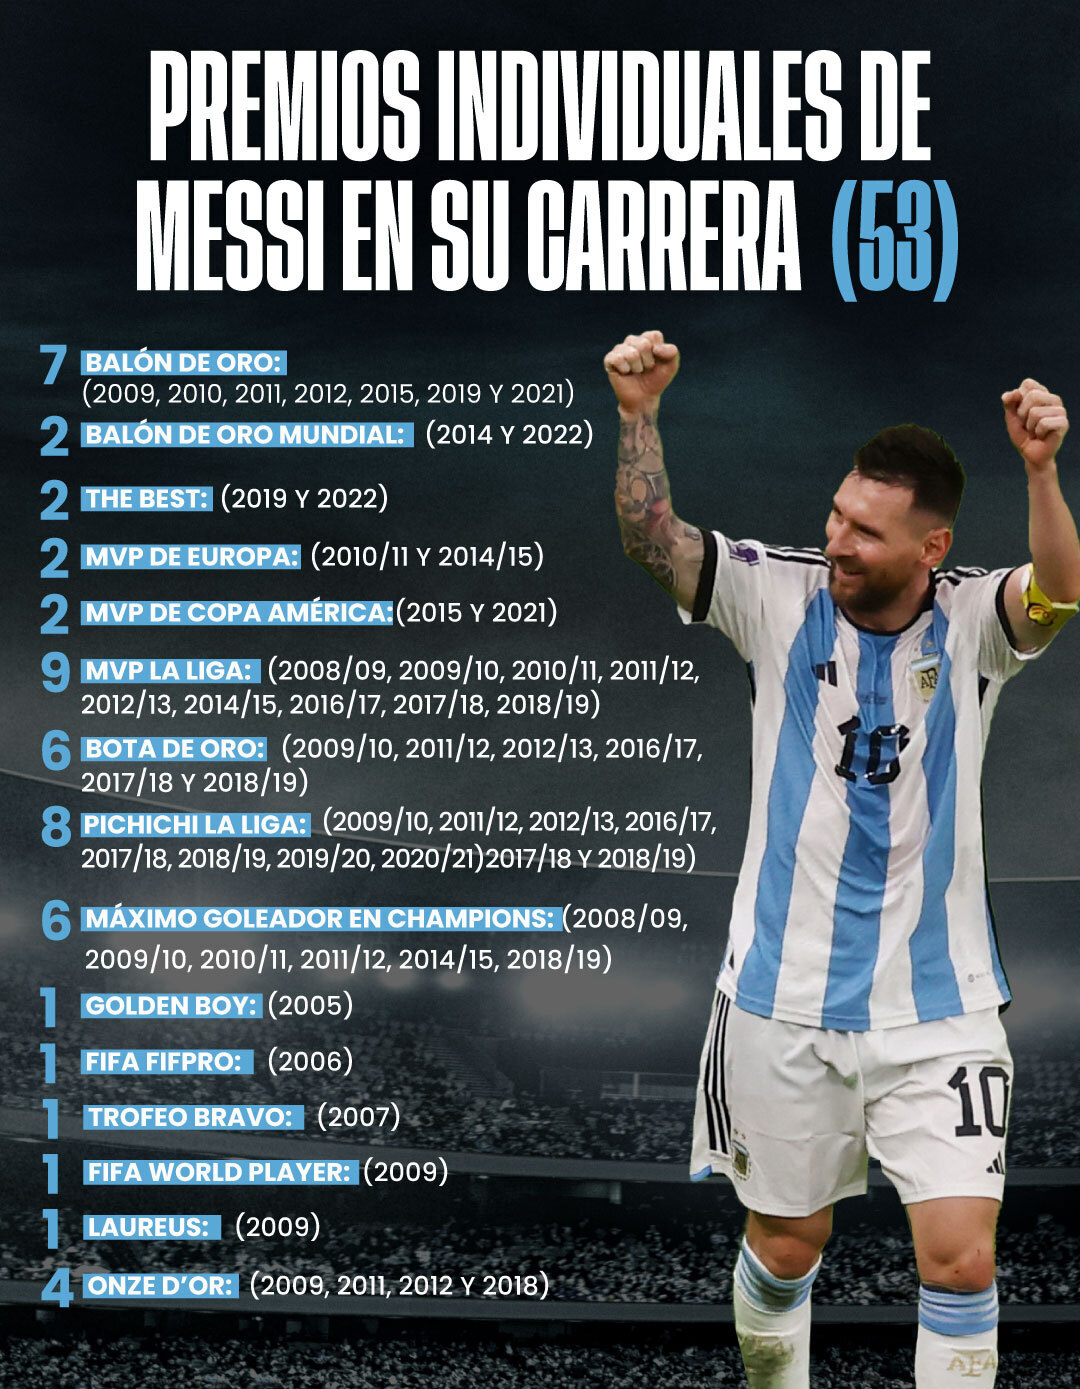 PREMIOS INDIVIDUALES DE
MESSI EN SU CARRERA (53)
7 BALÓN DE ORO:
(2009, 2010, 2011, 2012, 2015, 2019 Y 2021)
2 BALÓN DE ORO MUNDIAL: (2014 Y 2022)
2 THE BEST: (2019 Y 2022)
2 MVP DE EUROPA: (2010/11 Y 2014/15)
2 MVP DE COPA AMÉRICA:(2015 Y 2021)
9 MVP LA LIGA: (2008/09, 2009/10, 2010/11, 2011/12,
2012/13, 2014/15, 2016/17, 2017/18, 2018/19)
6 BOTA DE ORO: (2009/10, 2011/12, 2012/13, 2016/17,
2017/18 Y 2018/19)
8 PICHICHI LA LIGA: (2009/10, 2011/12, 2012/13, 2016/17,
2017/18, 2018/19, 2019/20, 2020/21)2017/18 Y 2018/19)
6 MÁXIMO GOLEADOR EN CHAMPIONS: (2008/09,
2009/10, 2010/11, 2011/12, 2014/15, 2018/19)
1 GOLDEN BOY: (2005)
1 FIFA FIFPRO: (2006)
1 TROFEO BRAVO: (2007)
1 FIFA WORLD PLAYER: (2009)
1 LAUREUS: (2009)
4 ONZE D'OR: (2009, 2011, 2012 Y 2018)
AFA
10
10
AFA